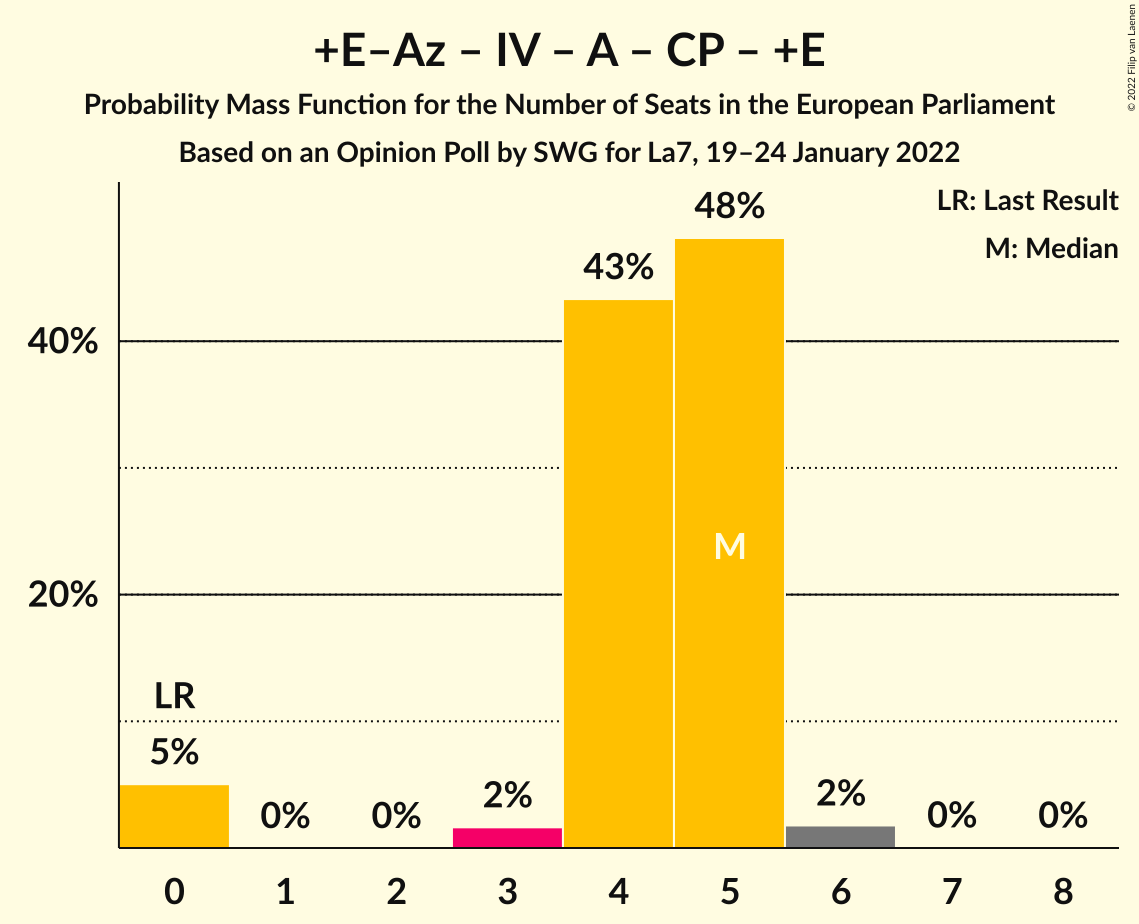 +E–Az – IV – A – CP – +E
Probability Mass Function for the Number of Seats in the European Parliament
Based on an Opinion Poll by SWG for La7, 19–24 January 2022
© 2022 Filip van Laenen
LR: Last Result
M: Median
48%
43%
40%
M
20%
LR
5%
0%
0%
2%
2%
0%
0%
0 1 2 3 4 5 6 7 8